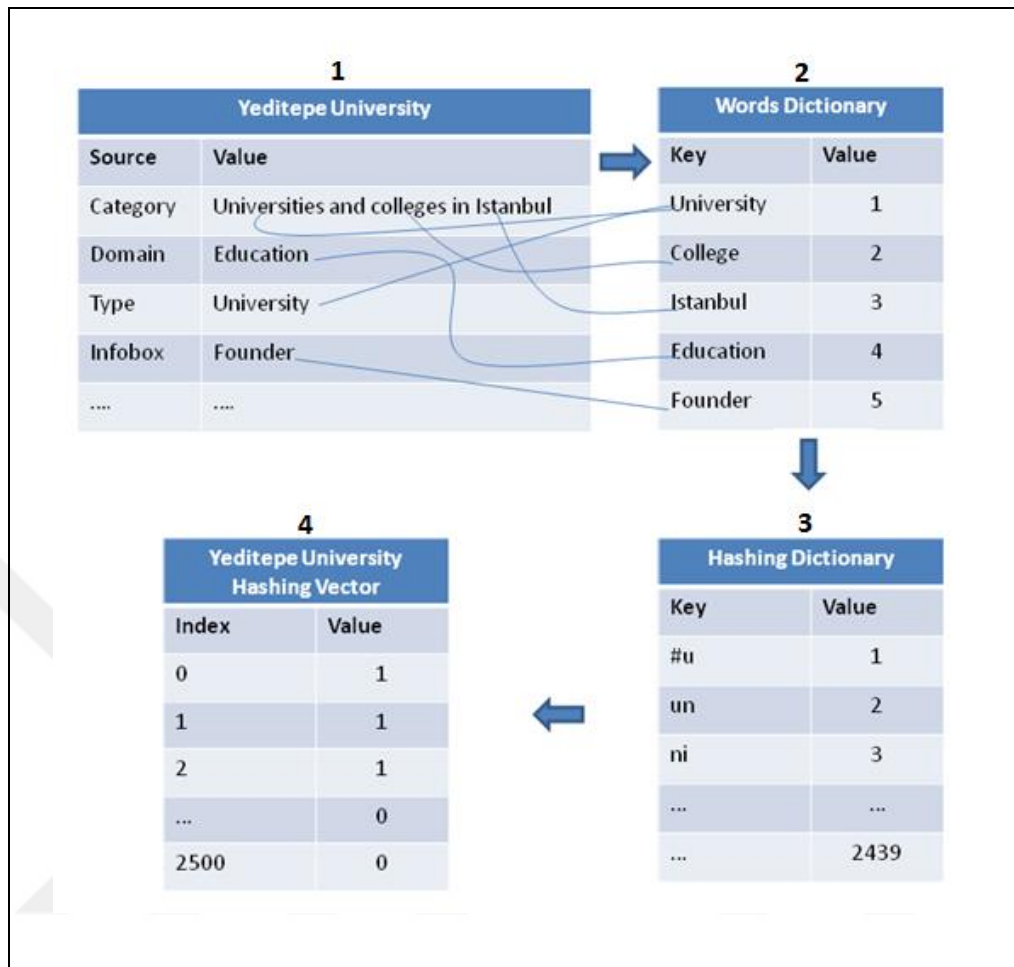 1
Yeditepe University
Source Value
Category Universities and colleges in Istanbul
Domain Education
Type University
Infobox Founder
.... ....
2
Words Dictionary
Key Value
University 1
College 2
Istanbul 3
Education 4
Founder 5
3
Hashing Dictionary
Key Value
#u 1
un 2
ni 3
... ...
... 2439
4
Yeditepe University
Hashing Vector
Index Value
0 1
1 1
2 1
... 0
2500 0